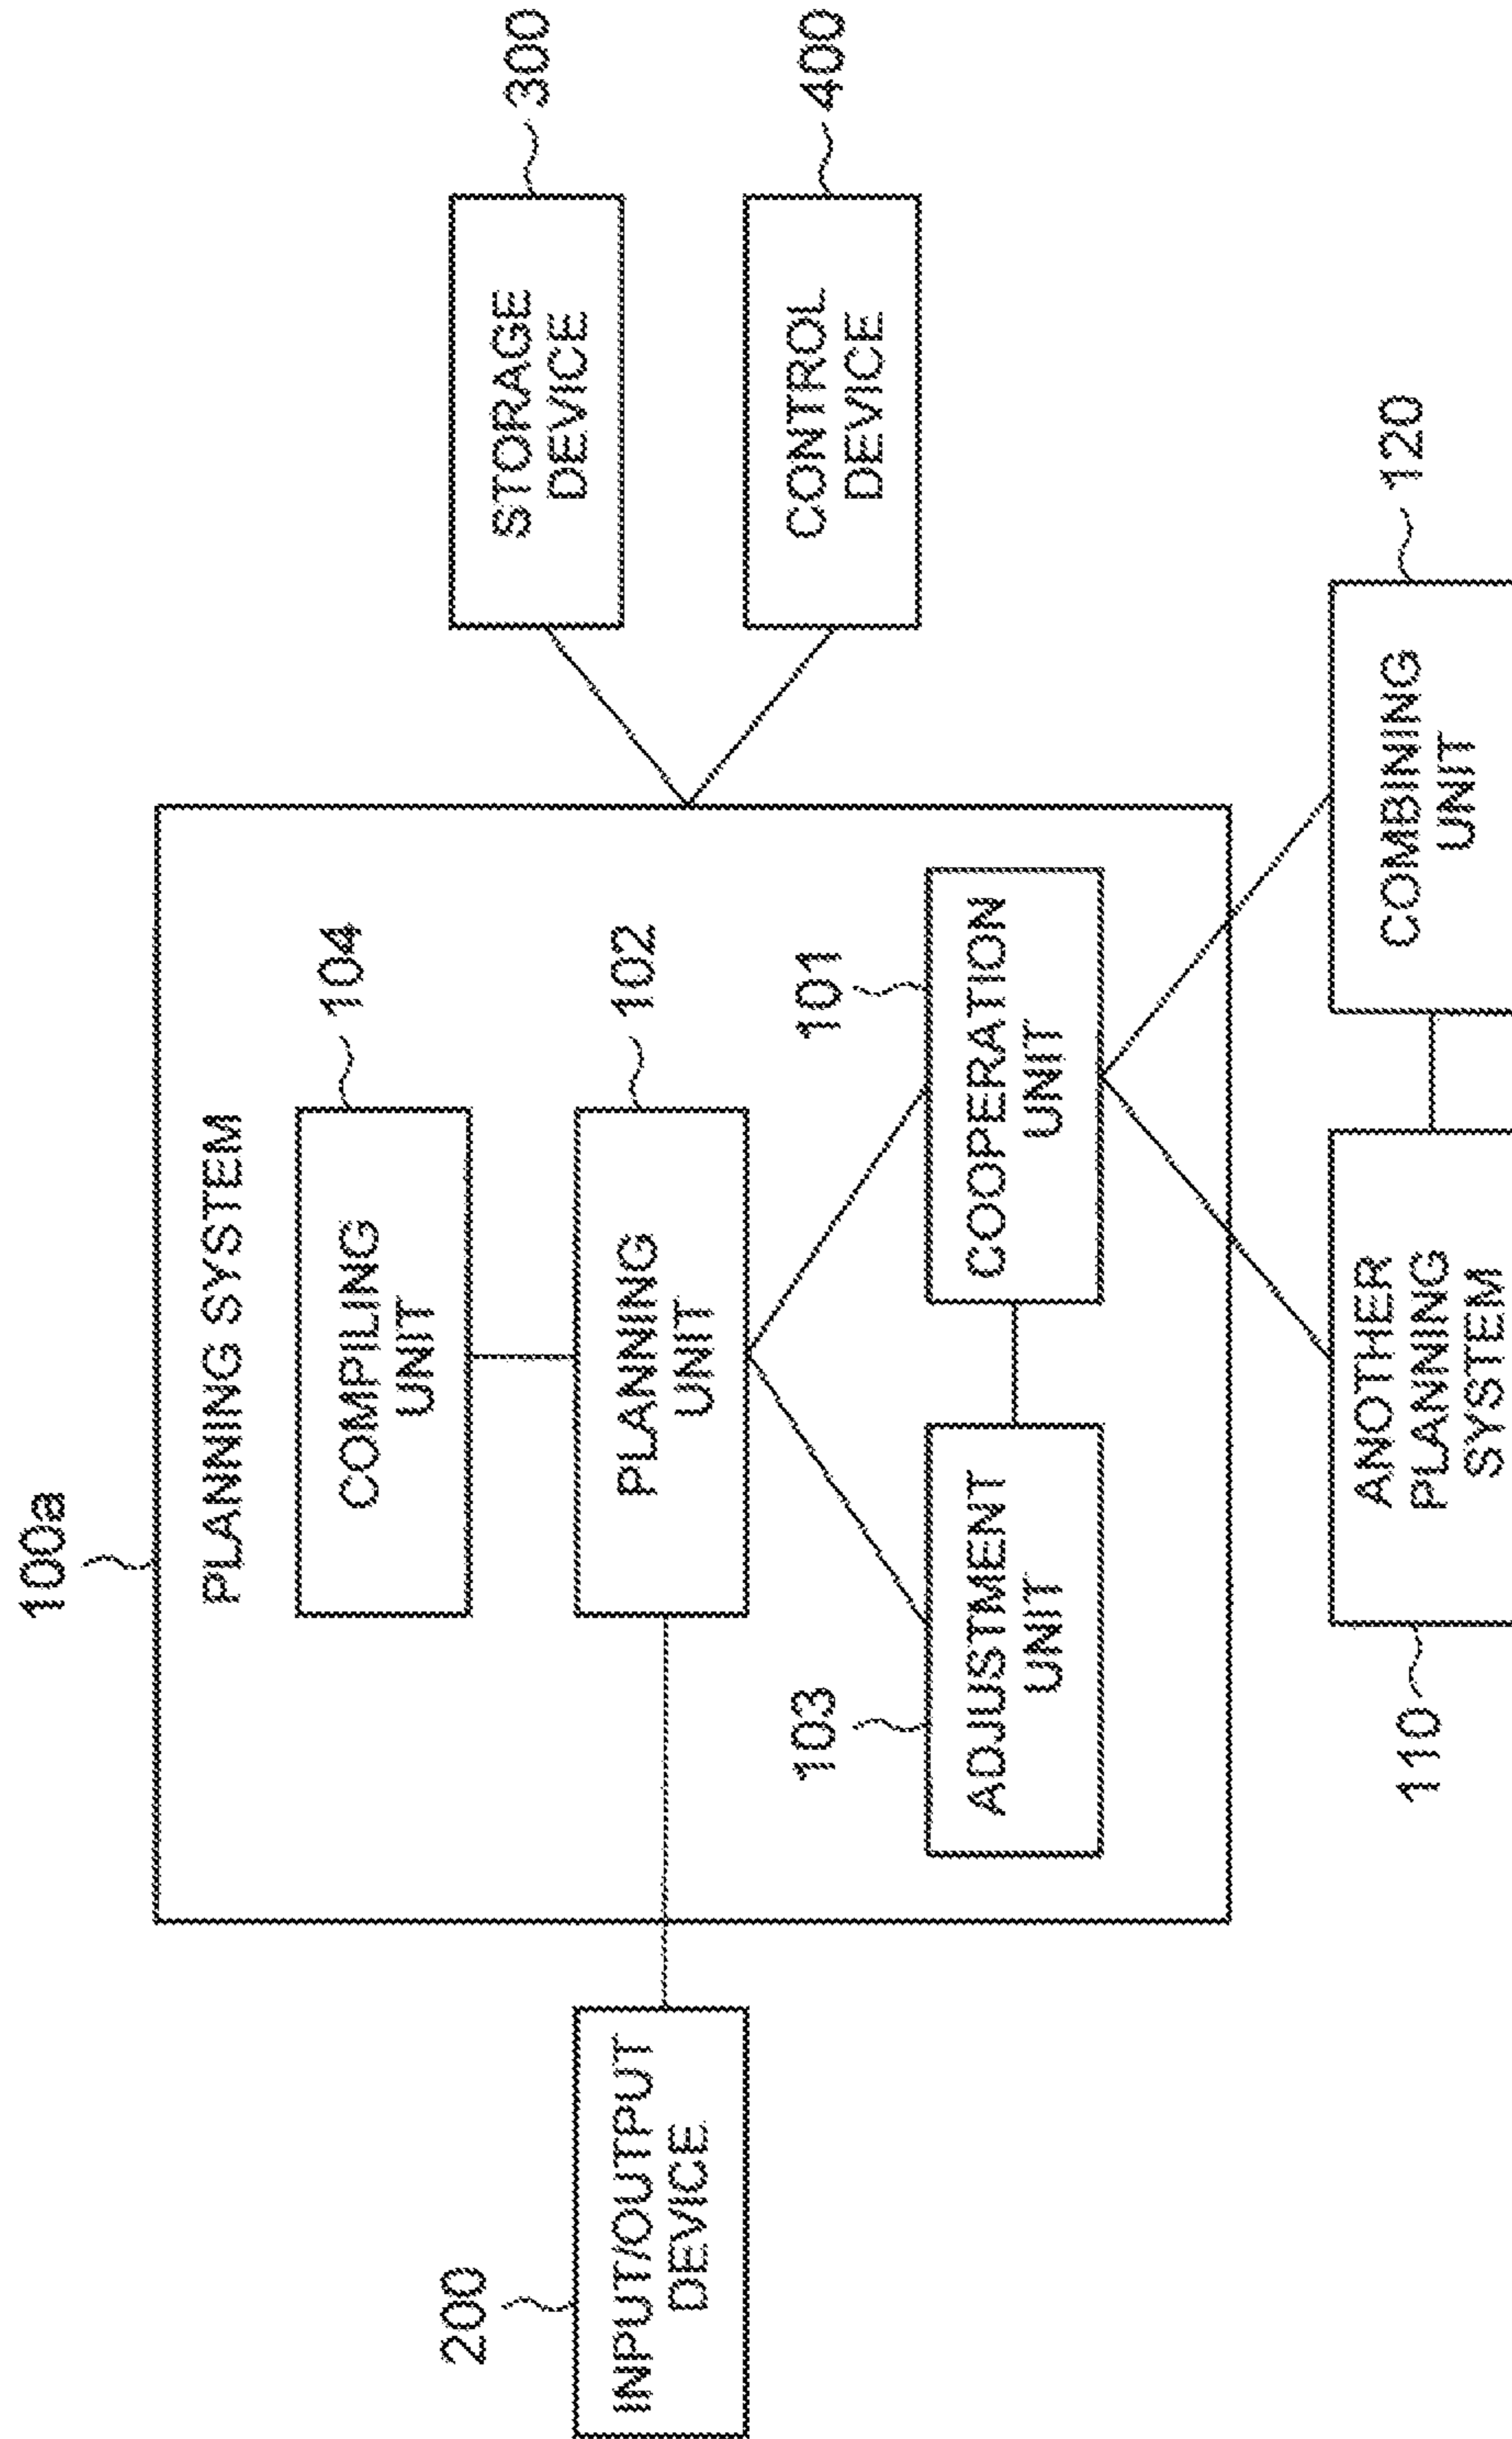 100a
PLANNING SYSTEM
COMPILING
UNIT
104
200
INPUT/OUTPUT
DEVICE
PLANNING
UNIT
102
STORAGE
DEVICE
300
CONTROL
DEVICE
400
103
ADJUSTMENT
UNIT
101
COOPERATION
UNIT
110
ANOTHER
PLANNING
SYSTEM
COMBINING
UNIT
120